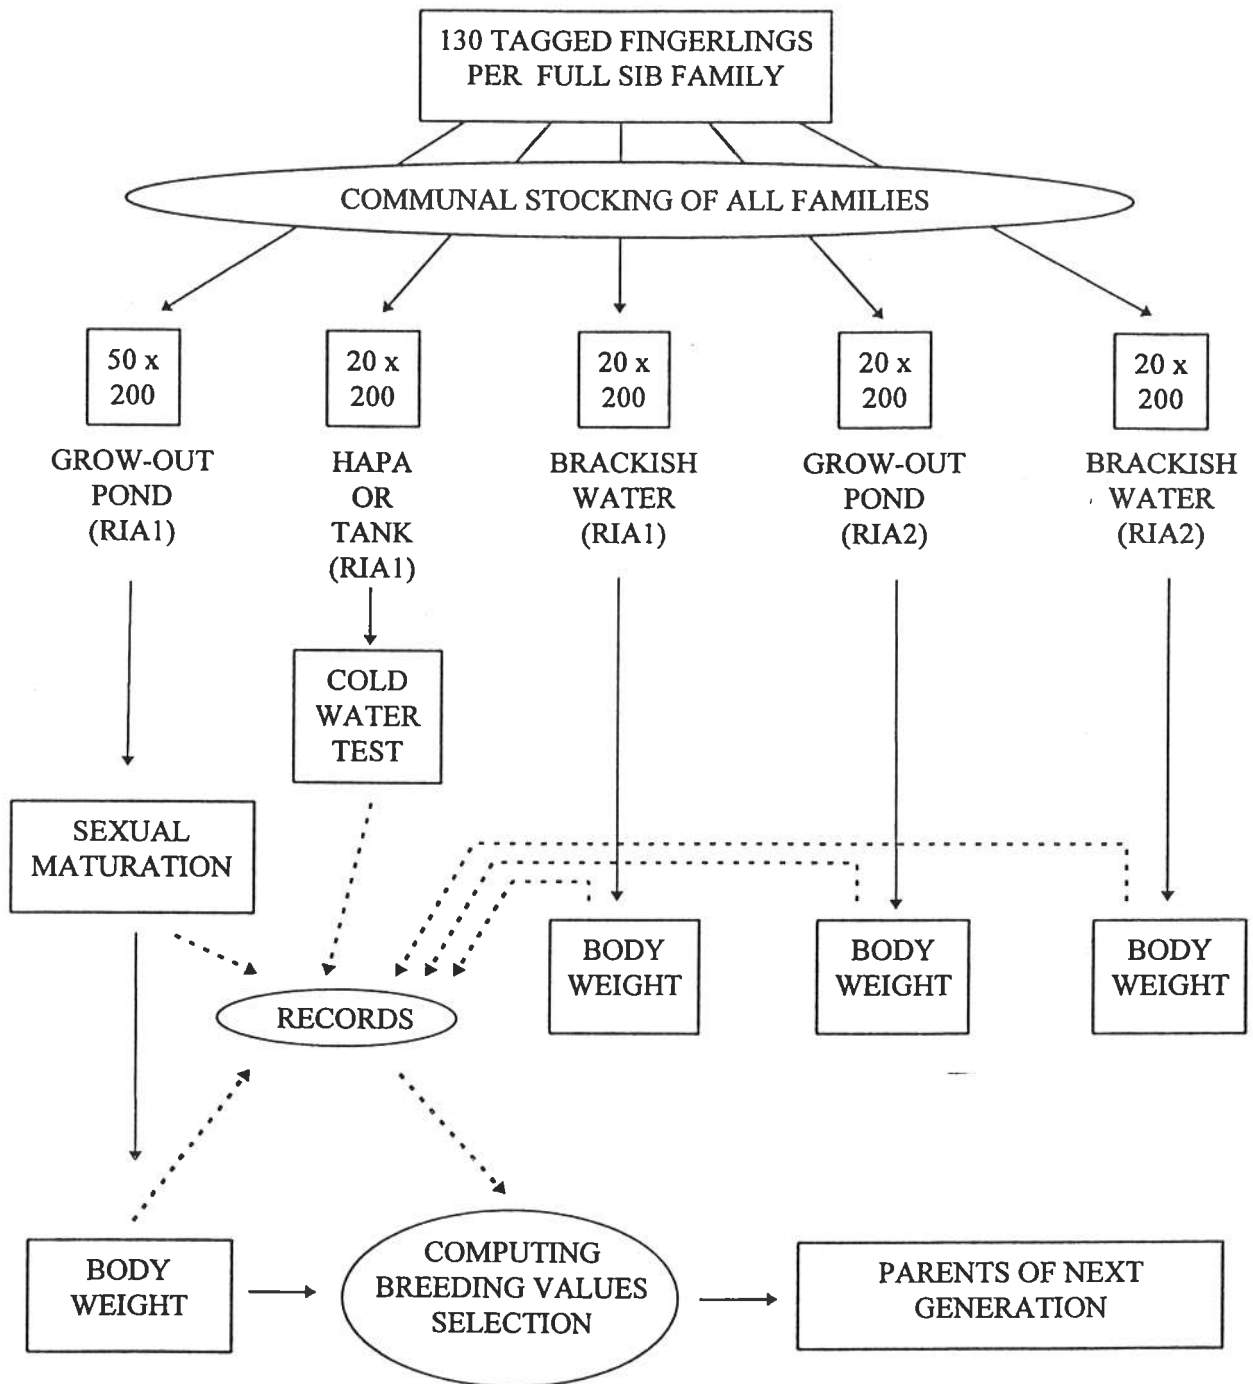 130 TAGGED FINGERLINGS
PER FULL SIB FAMILY
COMMUNAL STOCKING OF ALL FAMILIES
50 x
200
20 x
200
20 x
200
20 x
200
20 x
200
GROW-OUT
POND
(RIA1)
HAPA
OR
TANK
(RIA1)
BRACKISH
WATER
(RIA1)
GROW-OUT
POND
(RIA2)
BRACKISH
WATER
(RIA2)
COLD
WATER
TEST
SEXUAL
MATURATION
BODY
WEIGHT
BODY
WEIGHT
BODY
WEIGHT
RECORDS
BODY
WEIGHT
COMPUTING
BREEDING VALUES
SELECTION
PARENTS OF NEXT
GENERATION